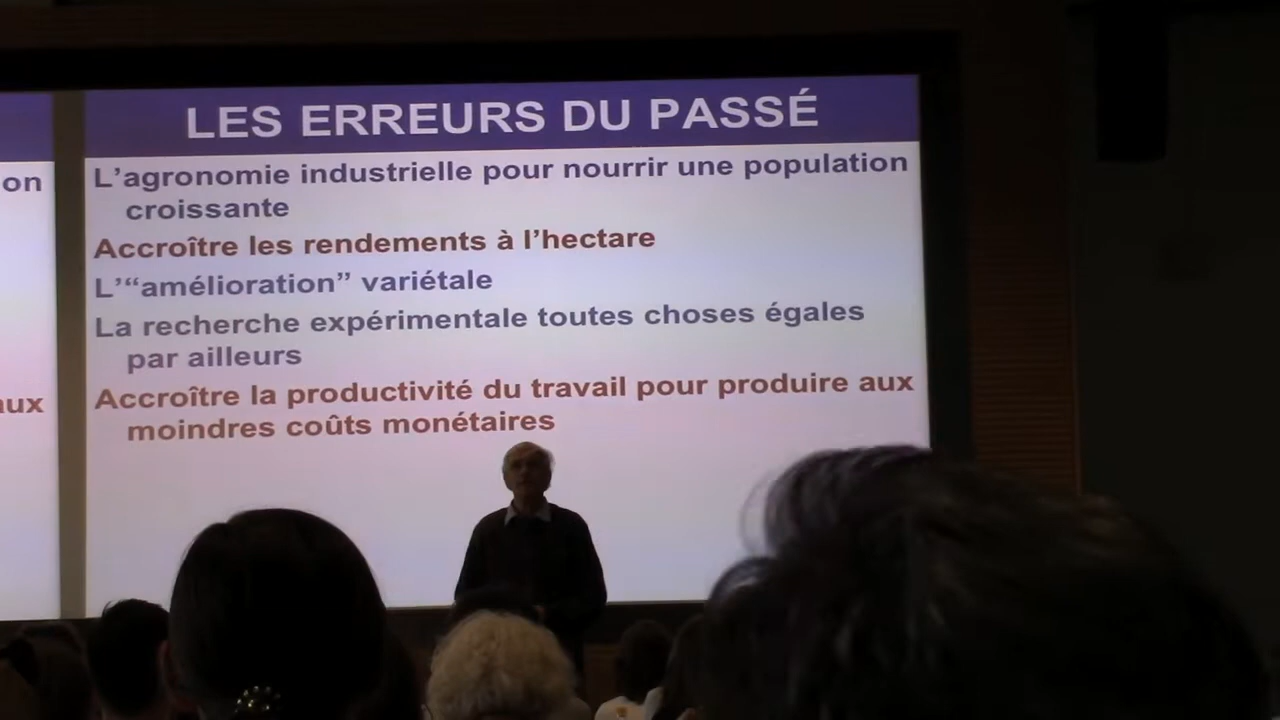 LES ERREURS DU PASSÉ
on
L’agronomie industrielle pour nourrir une population
croissante
Accroître les rendements à l’hectare
L’“amélioration” variétale
La recherche expérimentale toutes choses égales
par ailleurs
aux
Accroître la productivité du travail pour produire aux
moindres coûts monétaires